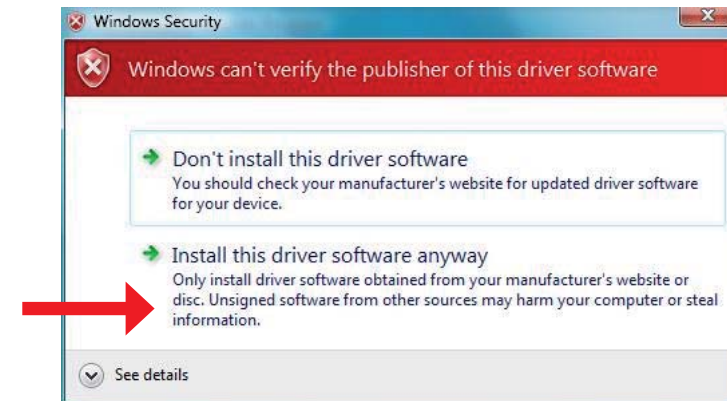 Windows Security
Windows can't verify the publisher of this driver software
Don't install this driver software
You should check your manufacturer's website for updated driver software
for your device.
Install this driver software anyway
Only install driver software obtained from your manufacturer's website or
disc. Unsigned software from other sources may harm your computer or steal
information.
See details